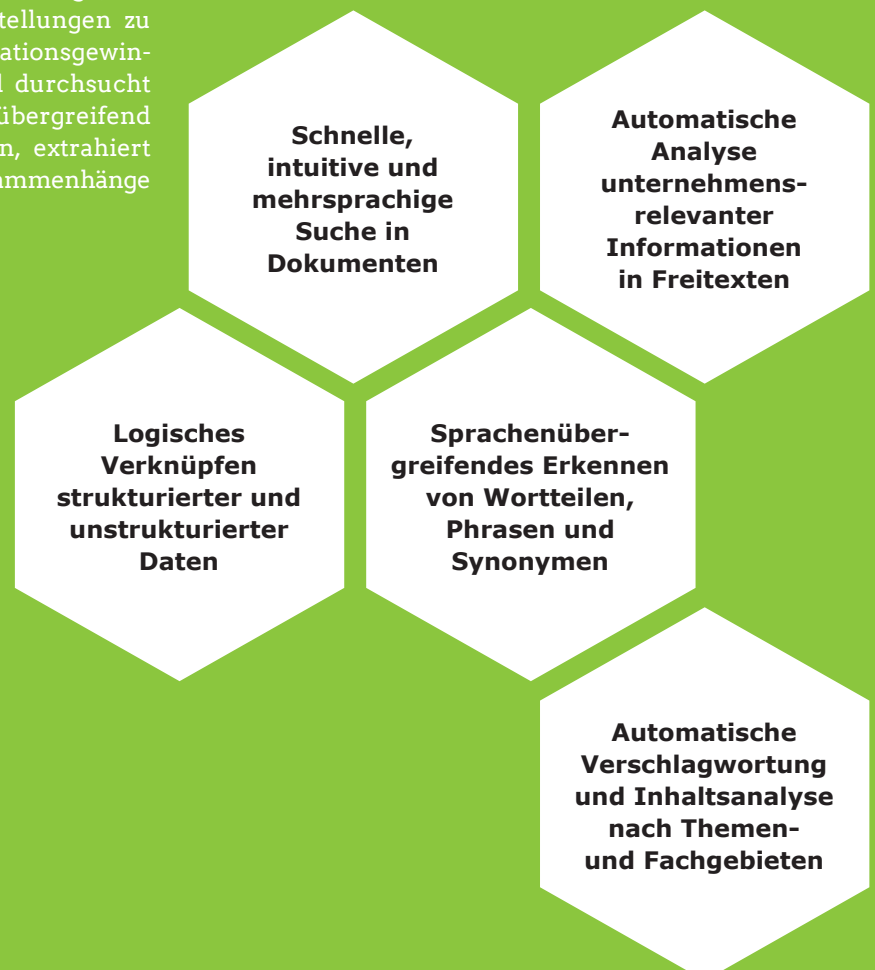 tellungen zu
ationsgewin-
durchsucht
übergreifend
n, extrahiert
ammenhänge
Schnelle,
intuitive und
mehrsprachige
Suche in
Dokumenten
Automatische
Analyse
unternehmens-
relevanter
Informationen
in Freitexten
Logisches
Verknüpfen
strukturierter und
unstrukturierter
Daten
Sprachenüber-
greifendes Erkennen
von Wortteilen,
Phrasen und
Synonymen
Automatische
Verschlagwortung
und Inhaltsanalyse
nach Themen-
und Fachgebieten